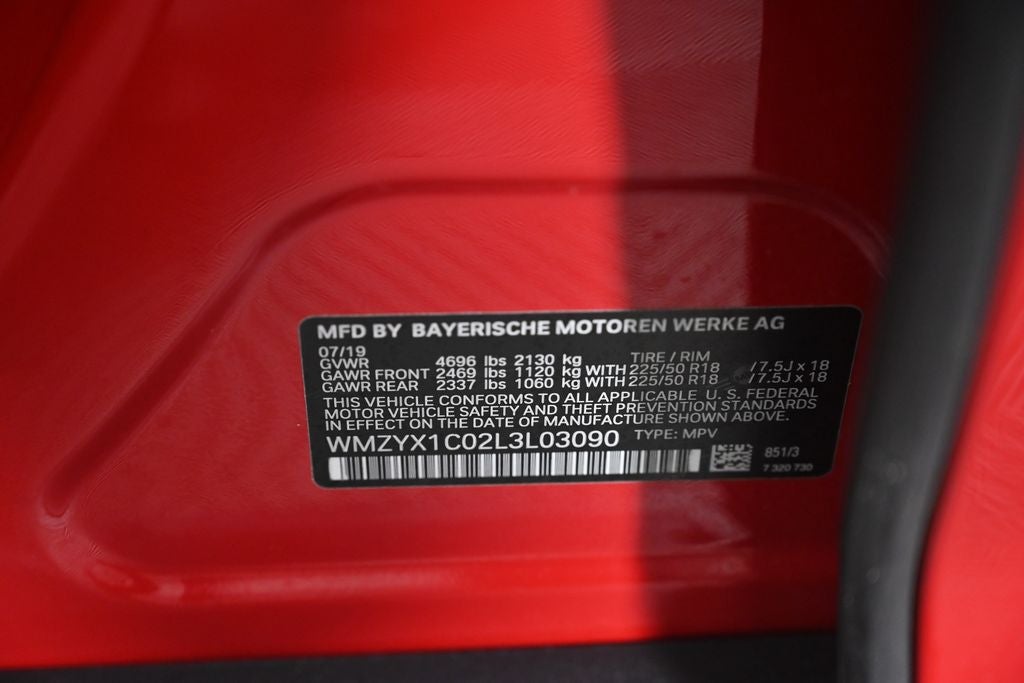 MFD BY BAYERISCHE MOTOREN WERKE AG
07/19
GVWR 4696 lbs 2130 kg TIRE / RIM
GAWR FRONT 2469 lbs 1120 kg WITH 225/50 R18 /7.5J x 18
GAWR REAR 2337 lbs 1060 kg WITH 225/50 R18 /7.5J x 18
THIS VEHICLE CONFORMS TO ALL APPLICABLE U. S. FEDERAL
MOTOR VEHICLE SAFETY AND THEFT PREVENTION STANDARDS
IN EFFECT ON THE DATE OF MANUFACTURE SHOWN ABOVE.
WMZYX1C02L3L03090 TYPE: MPV
851/3
7 320 730